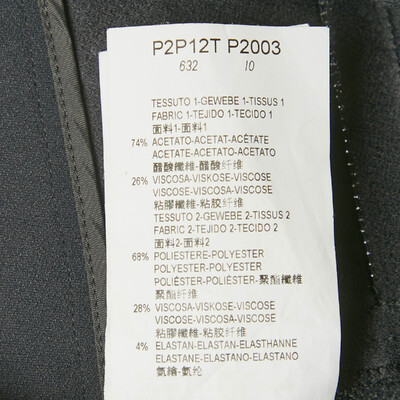 P2P12T P2003
632 10
TESSUTO 1-GEWEBE 1-TISSUS 1
FABRIC 1-TEJIDO 1-TECIDO 1
面料1-面料1
74% ACETATO-ACETAT-ACÉTATE
ACETATE-ACETATO-ACETATO
醋酸纖維-醋酸纤维
26% VISCOSA-VISKOSE-VISCOSE
VISCOSE-VISCOSA-VISCOSE
粘膠纖維-粘胶纤维
TESSUTO 2-GEWEBE 2-TISSUS 2
FABRIC 2-TEJIDO 2-TECIDO 2
面料2-面料2
68% POLIESTERE-POLYESTER
POLYESTER-POLYESTER
POLIÉSTER-POLIÉSTER-聚酯纖維
聚酯纤维
28% VISCOSA-VISKOSE-VISCOSE
VISCOSE-VISCOSA-VISCOSE
粘膠纖維-粘胶纤维
4% ELASTAN-ELASTAN-ELASTHANNE
ELASTANE-ELASTANO-ELASTANO
氨綸-氨纶